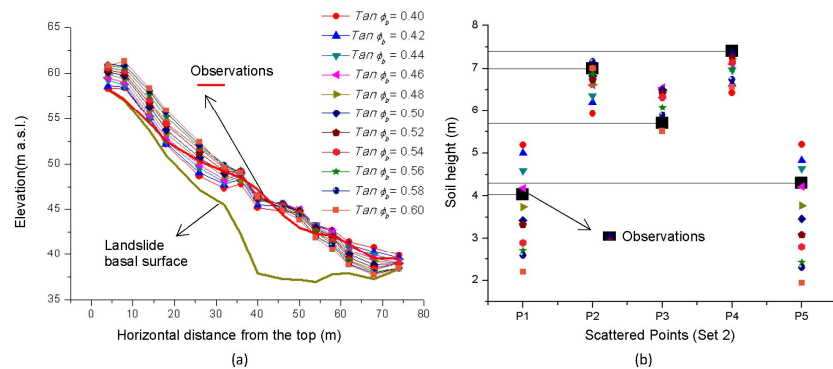 (a)
65
60
55
50
45
40
35
30
Elevation(m a.s.l.)
0 10 20 30 40 50 60 70 80
Horizontal distance from the top (m)
Observations
Landslide
basal surface
Tan ϕb = 0.40
Tan ϕb = 0.42
Tan ϕb = 0.44
Tan ϕb = 0.46
Tan ϕb = 0.48
Tan ϕb = 0.50
Tan ϕb = 0.52
Tan ϕb = 0.54
Tan ϕb = 0.56
Tan ϕb = 0.58
Tan ϕb = 0.60
(a)
8
7
6
5
4
3
2
Soil height (m)
Observations
P1 P2 P3 P4 P5
Scattered Points (Set 2)
(b)